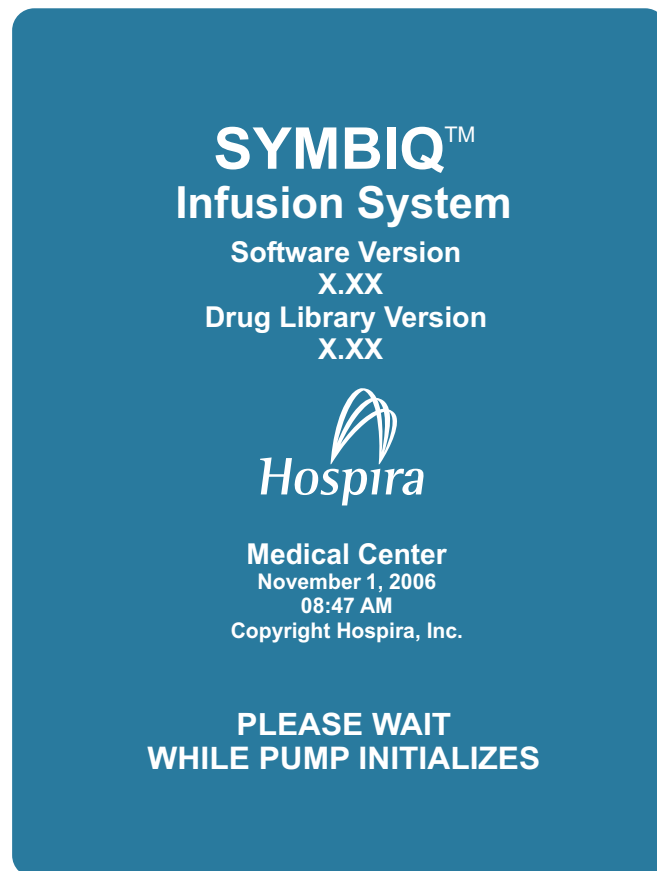 SYMBIQ™
Infusion System
Software Version
X.XX
Drug Library Version
X.XX
Hospira
Medical Center
November 1, 2006
08:47 AM
Copyright Hospira, Inc.
PLEASE WAIT
WHILE PUMP INITIALIZES